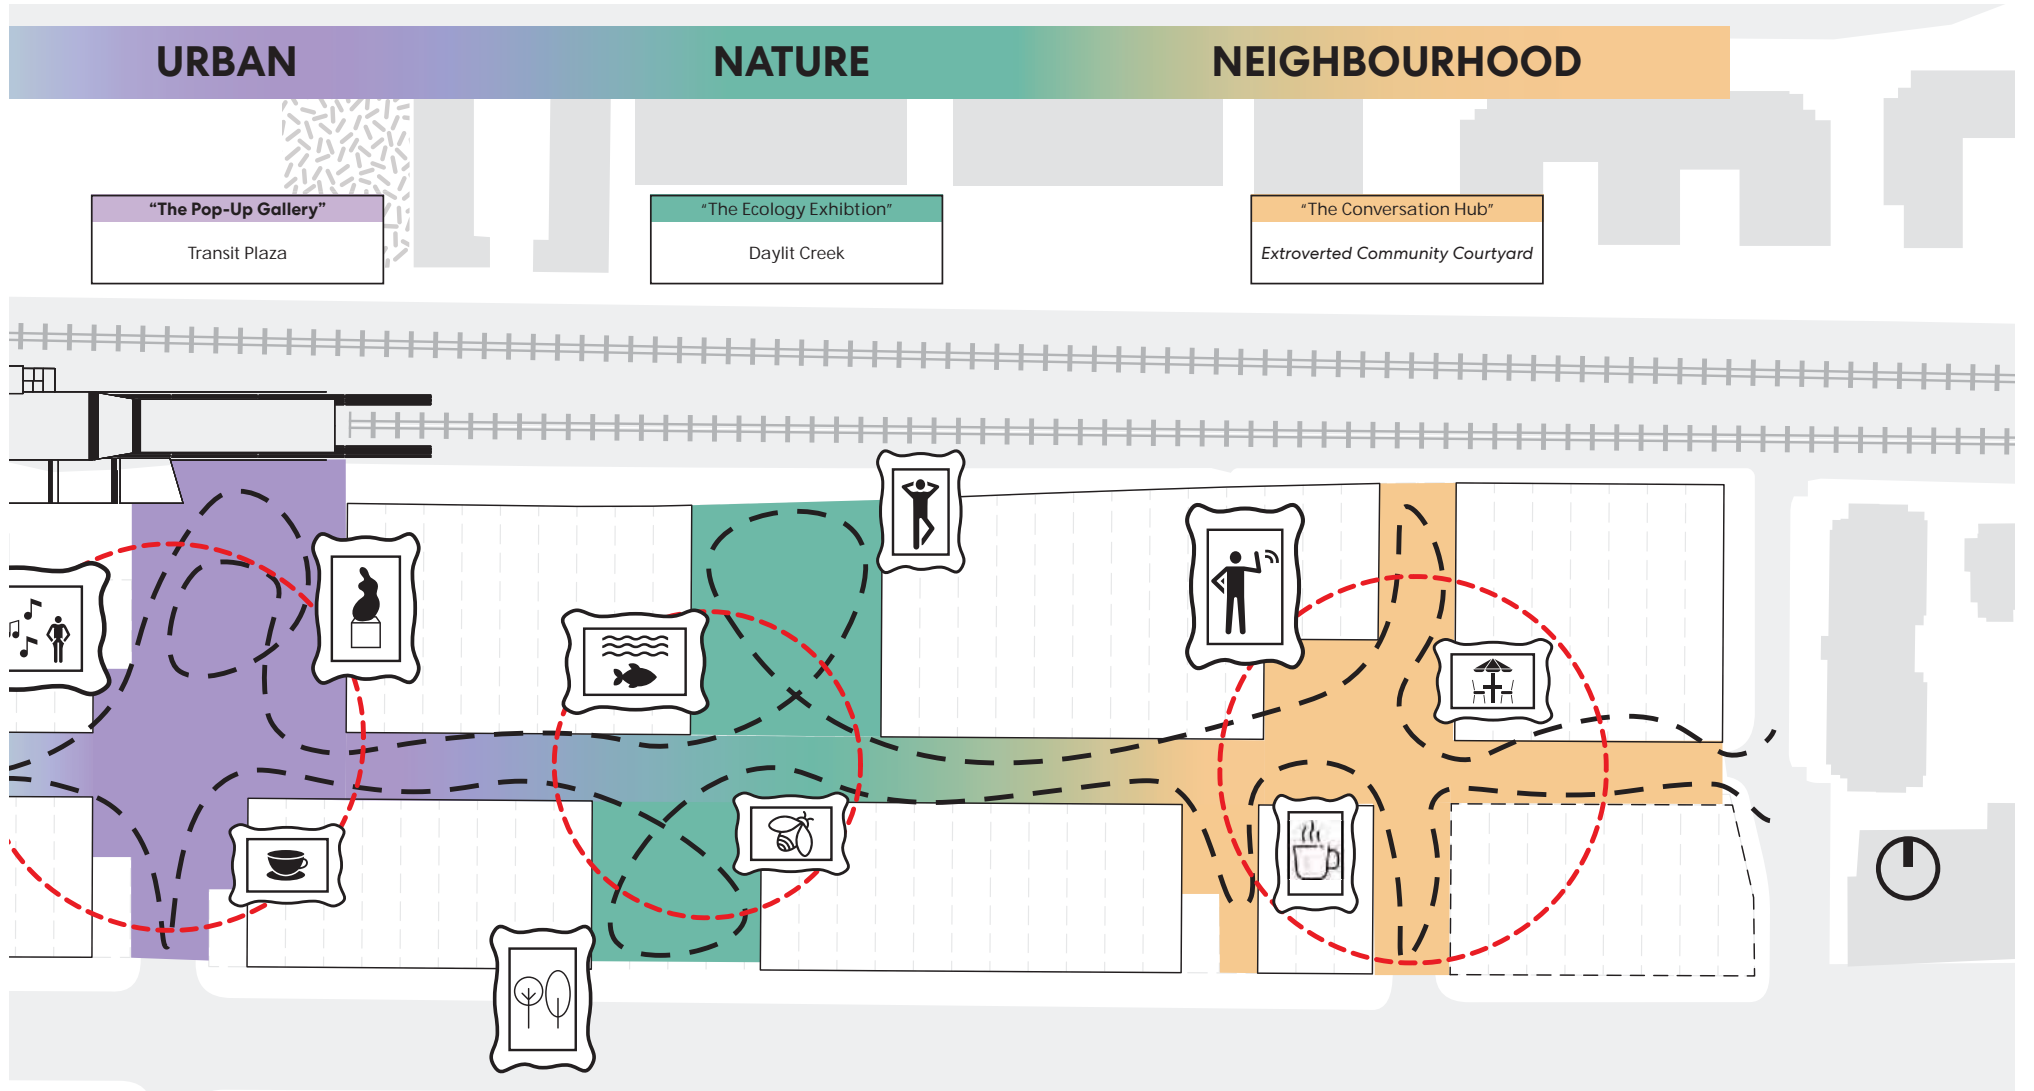 URBAN
NATURE
NEIGHBOURHOOD
“The Pop-Up Gallery”
Transit Plaza
“The Ecology Exhibtion”
Daylit Creek
“The Conversation Hub”
Extroverted Community Courtyard